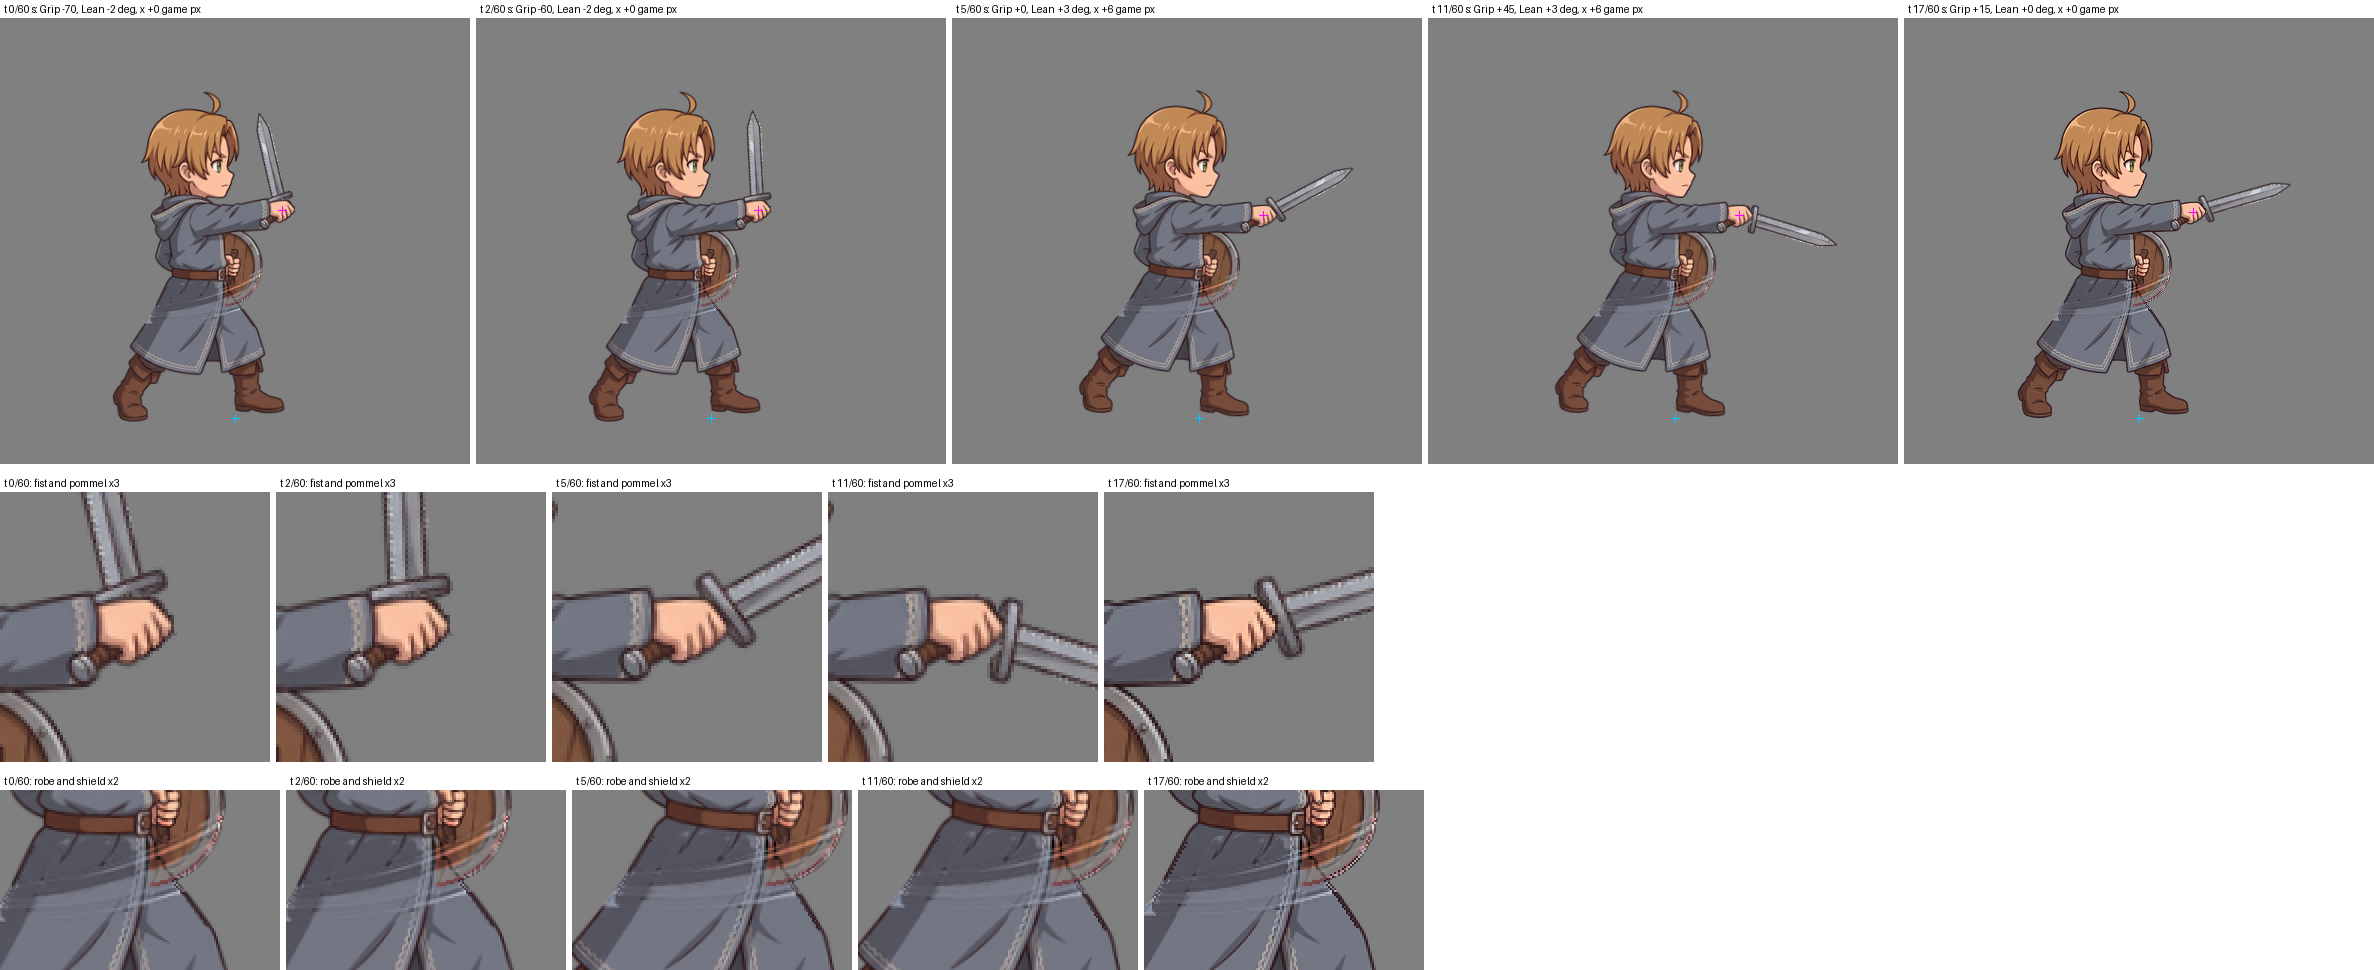 t 0/60 s: Grip -70, Lean -2 deg, x +0 game px
t 2/60 s: Grip -60, Lean -2 deg, x +0 game px
t 5/60 s: Grip +0, Lean +3 deg, x +6 game px
t 11/60 s: Grip +45, Lean +3 deg, x +6 game px
t 17/60 s: Grip +15, Lean +0 deg, x +0 game px
t 0/60: fist and pommel x3
t 2/60: fist and pommel x3
t 5/60: fist and pommel x3
t 11/60: fist and pommel x3
t 17/60: fist and pommel x3
t 0/60: robe and shield x2
t 2/60: robe and shield x2
t 5/60: robe and shield x2
t 11/60: robe and shield x2
t 17/60: robe and shield x2